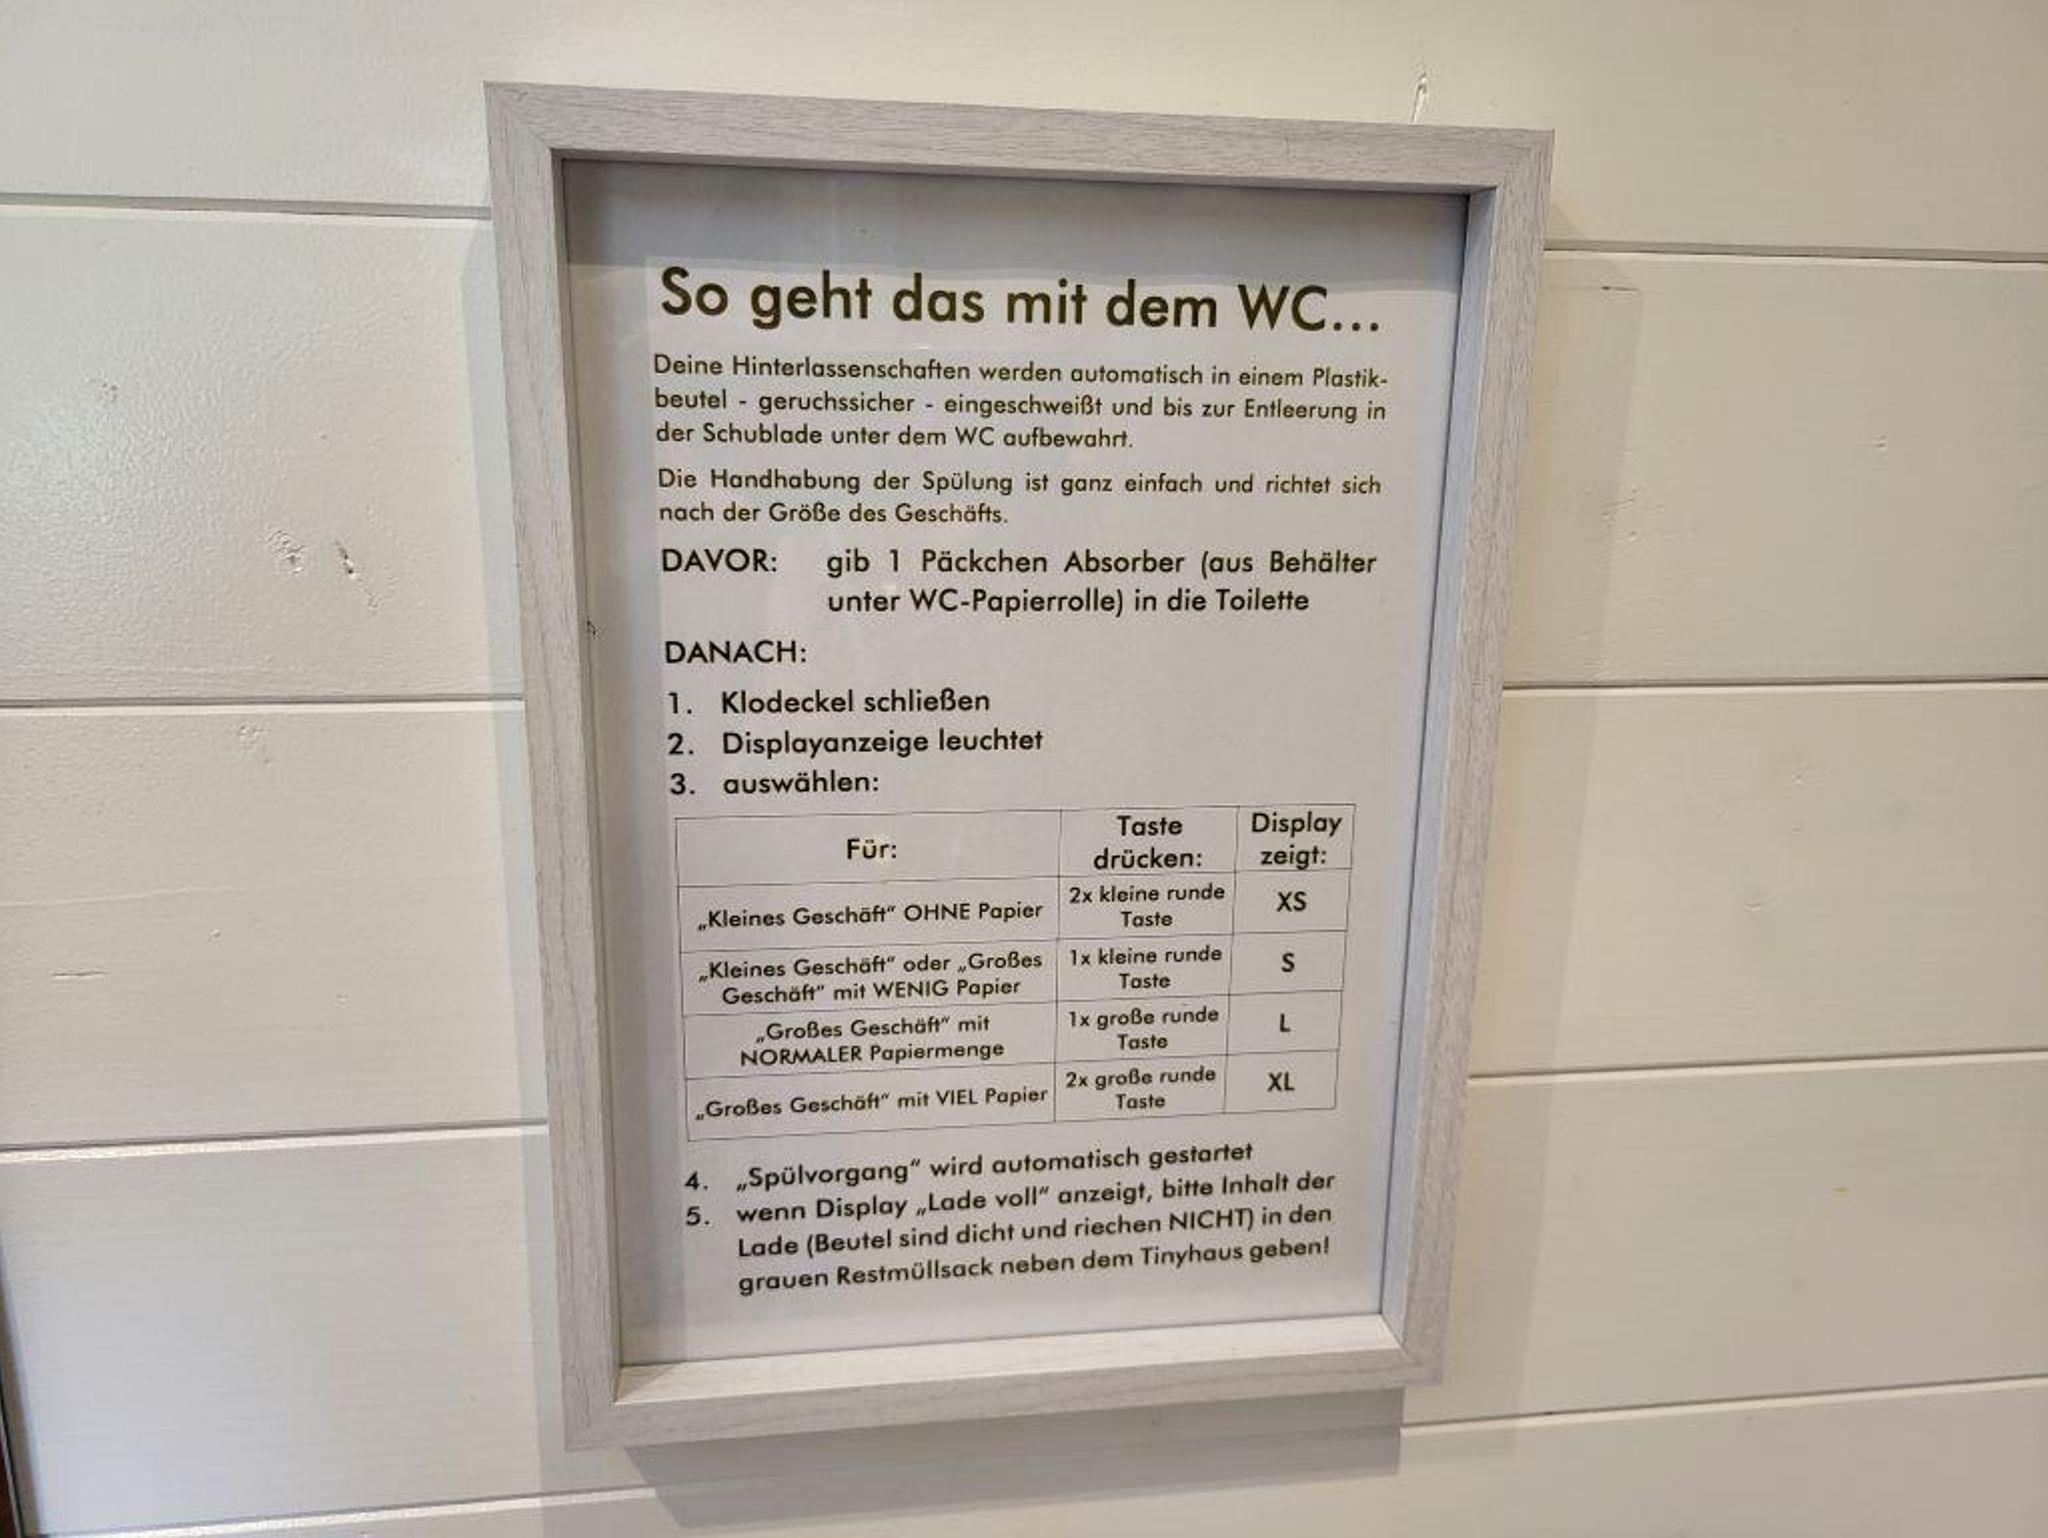 So geht das mit dem WC...
Deine Hinterlassenschaften werden automatisch in einem Plastik-
beutel - geruchssicher - eingeschweißt und bis zur Entleerung in
der Schublade unter dem WC aufbewahrt.
Die Handhabung der Spülung ist ganz einfach und richtet sich
nach der Größe des Geschäfts.
DAVOR: gib 1 Päckchen Absorber (aus Behälter
unter WC-Papierrolle) in die Toilette
DANACH:
1. Klodeckel schließen
2. Displayanzeige leuchtet
3. auswählen:
Für:
Taste
drücken:
Display
zeigt:
„Kleines Geschäft“ OHNE Papier
2x kleine runde
Taste
XS
„Kleines Geschäft“ oder „Großes
Geschäft“ mit WENIG Papier
1x kleine runde
Taste
S
„Großes Geschäft“ mit
NORMALER Papiermenge
1x große runde
Taste
L
„Großes Geschäft“ mit VIEL Papier
2x große runde
Taste
XL
4. „Spülvorgang“ wird automatisch gestartet
5. wenn Display „Lade voll“ anzeigt, bitte Inhalt der
Lade (Beutel sind dicht und riechen NICHT) in den
grauen Restmüllsack neben dem Tinyhaus geben!